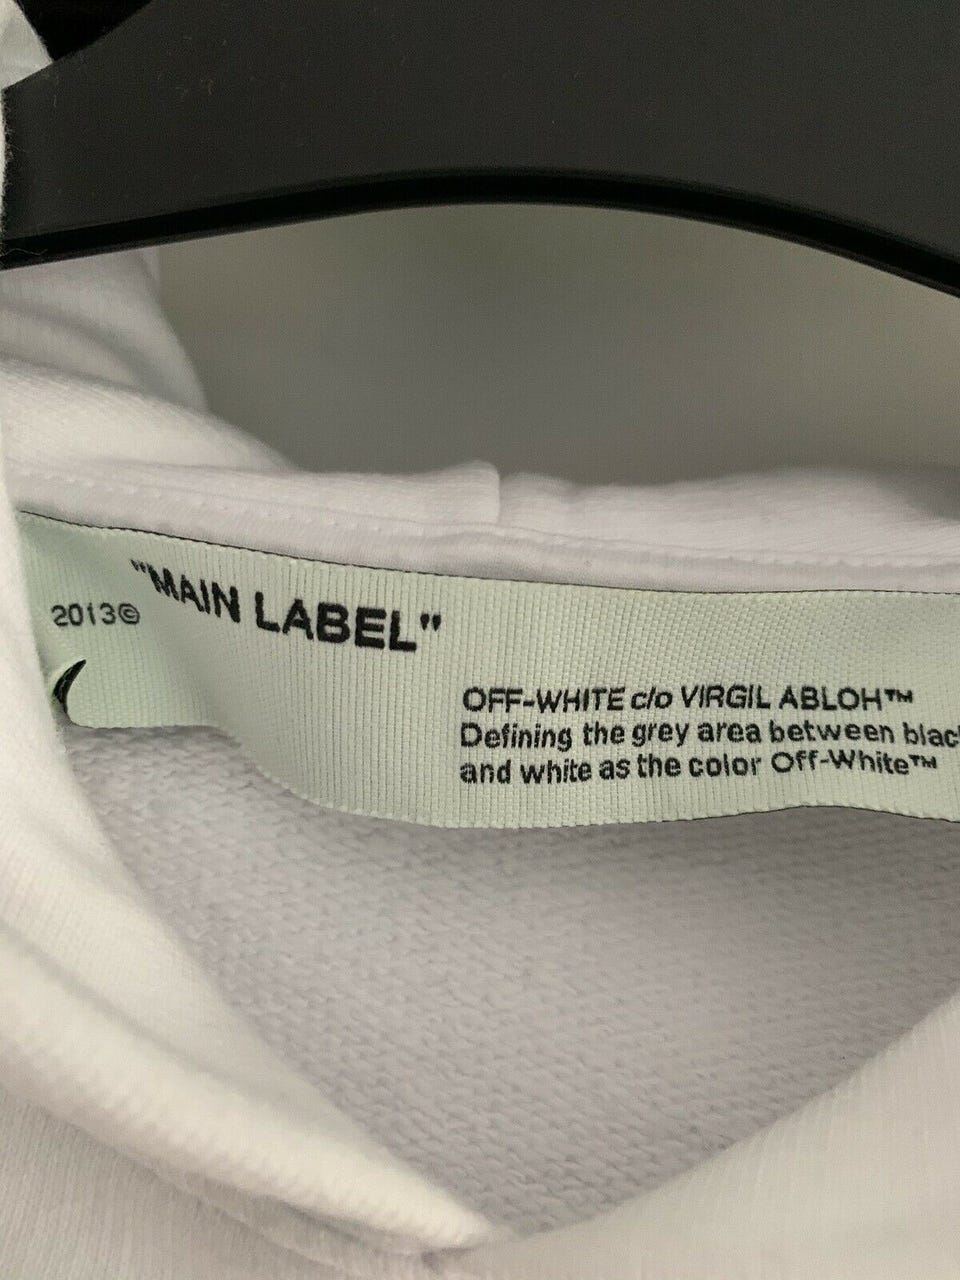 "MAIN LABEL"
2013©
OFF-WHITE c/o VIRGIL ABLOH™
Defining the grey area between blac
and white as the color Off-White™